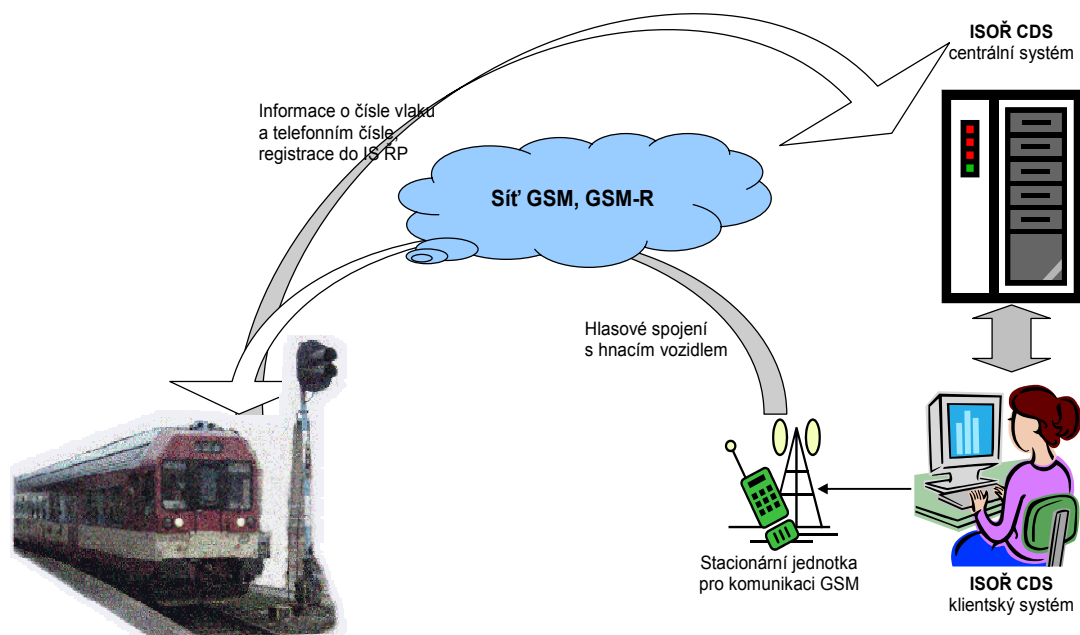 ISOŘ CDS
centrální systém
Informace o čísle vlaku
a telefonním čísle,
registrace do IS RP
Síť GSM, GSM-R
Hlasové spojení
s hnacím vozidlem
Stacionární jednotka
pro komunikaci GSM
ISOŘ CDS
klientský systém